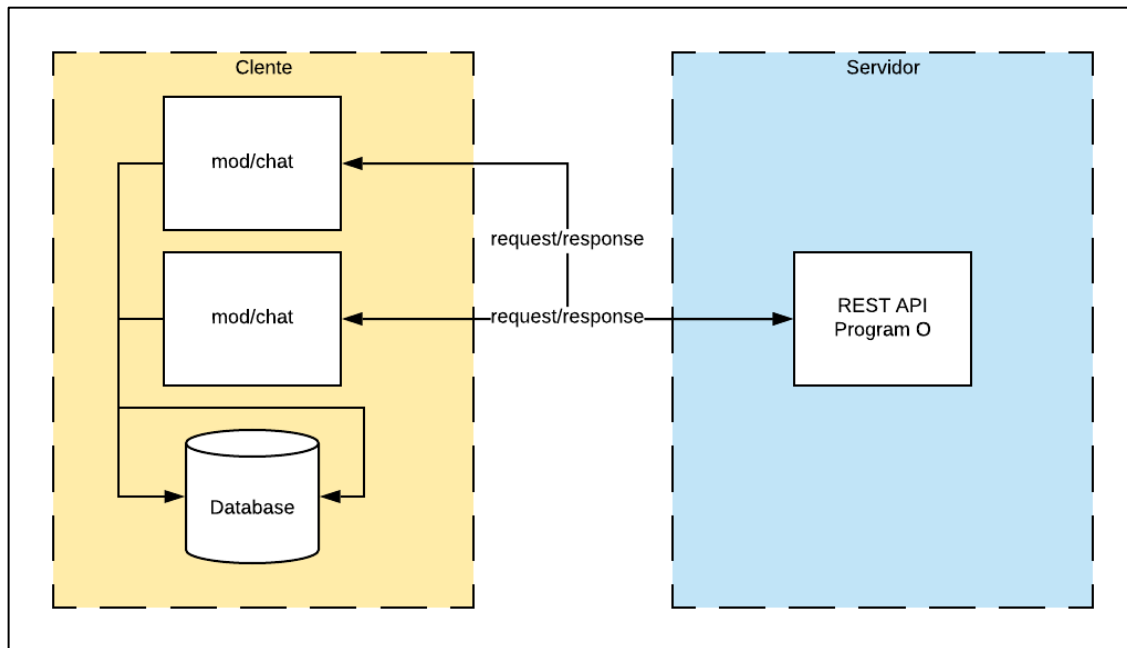 Clente
Servidor
mod/chat
request/response
mod/chat
request/response
REST API
Program O
Database